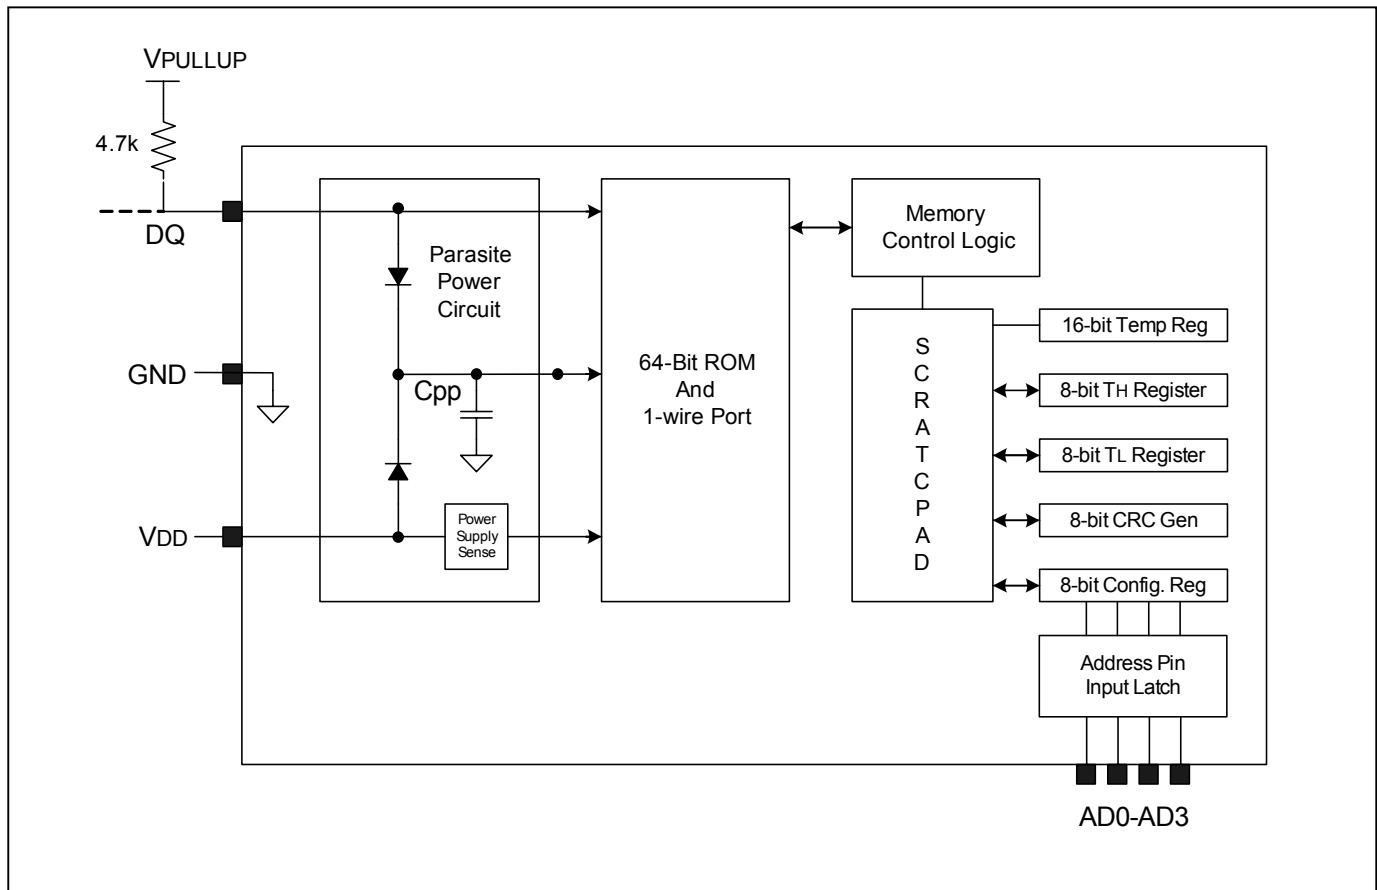 VPULLUP
4.7k
DQ
GND
VDD
Parasite
Power
Circuit
Cpp
Power
Supply
Sense
64-Bit ROM
And
1-wire Port
Memory
Control Logic
S
C
R
A
T
C
P
A
D
16-bit Temp Reg
8-bit TH Register
8-bit TL Register
8-bit CRC Gen
8-bit Config. Reg
Address Pin
Input Latch
AD0-AD3